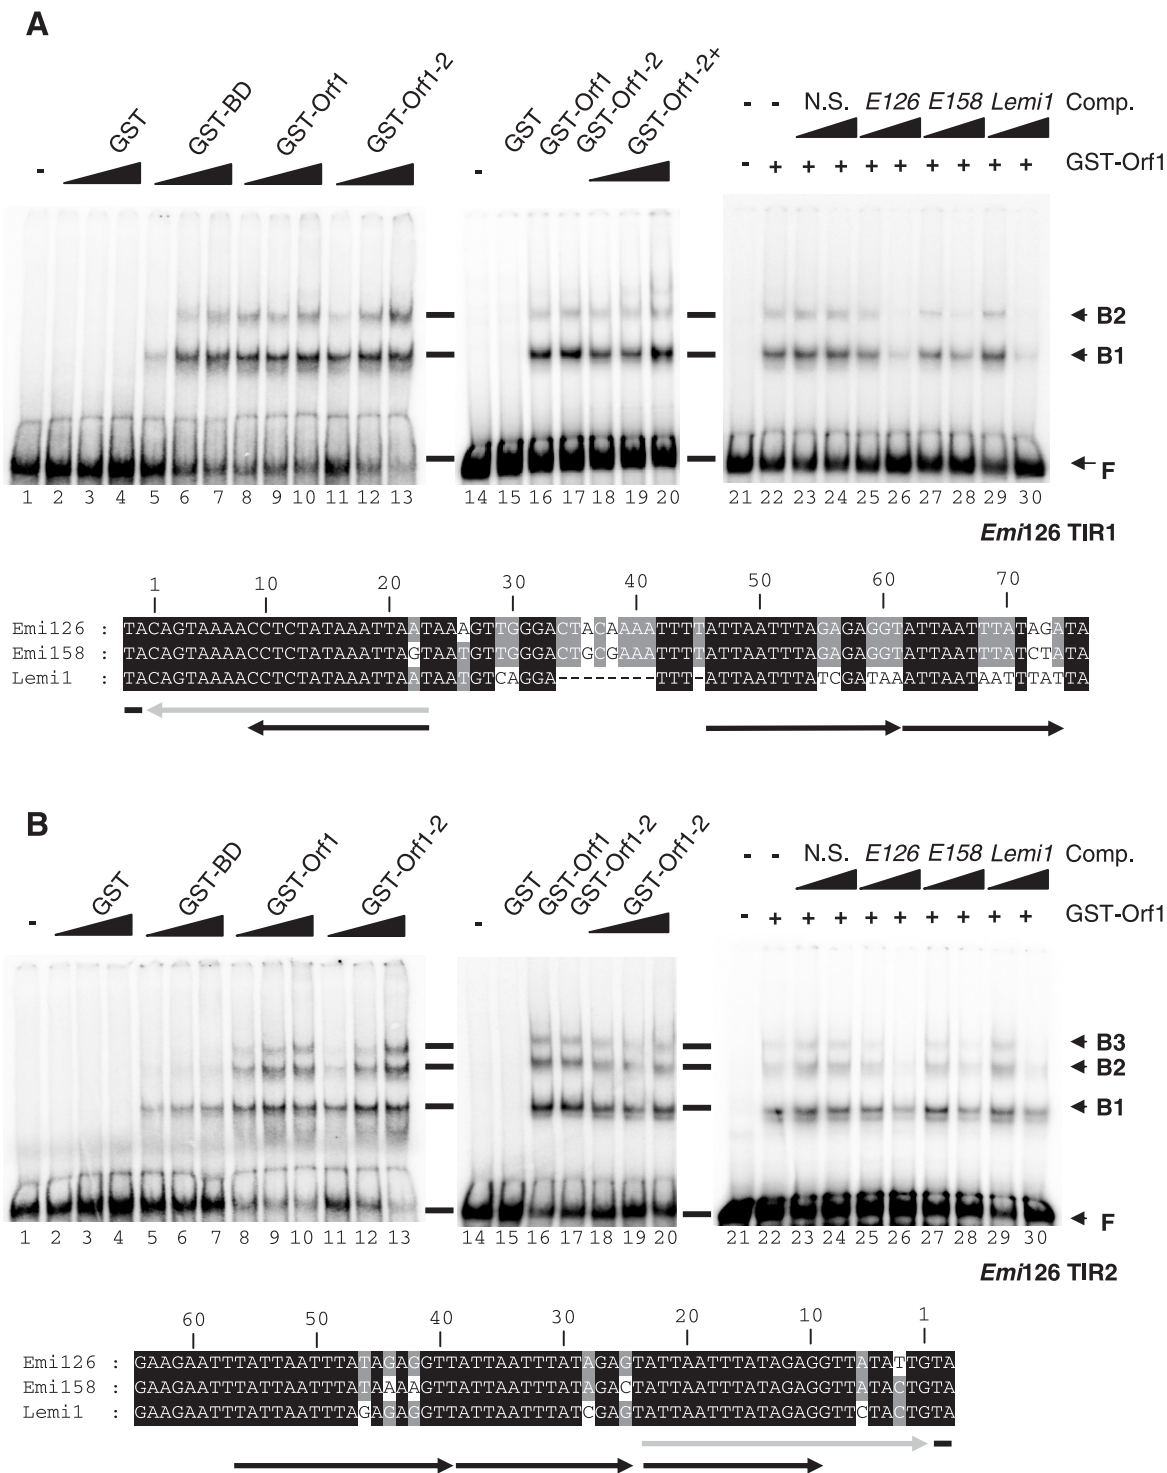 A
GST GST-BD GST-Orf1 GST-Orf1-2
GST GST-Orf1 GST-Orf1-2 GST-Orf1-2+
- - N.S. E126 E158 Lemi1 Comp.
- - - + + + + + + + + + GST-Orf1
B2
B1
F
1 2 3 4 5 6 7 8 9 10 11 12 13 14 15 16 17 18 19 20 21 22 23 24 25 26 27 28 29 30
Emi126 TIR1
1 10 20 30 40 50 60 70
Emi126 : TACAGTAAAACCTCTATAAATTAATAAAGTTGGGACTACAAAATTTTATTAATTTAGAGAGGTATTAATTTATAGATA
Emi158 : TACAGTAAAACCTCTATAAATTAGTAATGTTGGGACTGCGAAATTTTATTAATTTAGAGAGGTATTAATTTATCTATA
Lemi1 : TACAGTAAAACCTCTATAAATTAATAATGTCAGGA--------TTT-ATTAATTTATCGATAAATTAATAATTTATTA
B
GST GST-BD GST-Orf1 GST-Orf1-2
GST GST-Orf1 GST-Orf1-2 GST-Orf1-2
- - N.S. E126 E158 Lemi1 Comp.
- - - + + + + + + + + + GST-Orf1
B3
B2
B1
F
1 2 3 4 5 6 7 8 9 10 11 12 13 14 15 16 17 18 19 20 21 22 23 24 25 26 27 28 29 30
Emi126 TIR2
60 50 40 30 20 10 1
Emi126 : GAAGAATTTATTAATTTATAGAGGTTATTAATTTATAGAGTATTAATTTATAGAGGTTATATTGTA
Emi158 : GAAGAATTTATTAATTTATAAAAGTTATTAATTTATAGACTATTAATTTATAGAGGTTATACTGTA
Lemi1 : GAAGAATTTATTAATTTAGAGAGGTTATTAATTTATCGAGTATTAATTTATAGAGGTTCTACTGTA